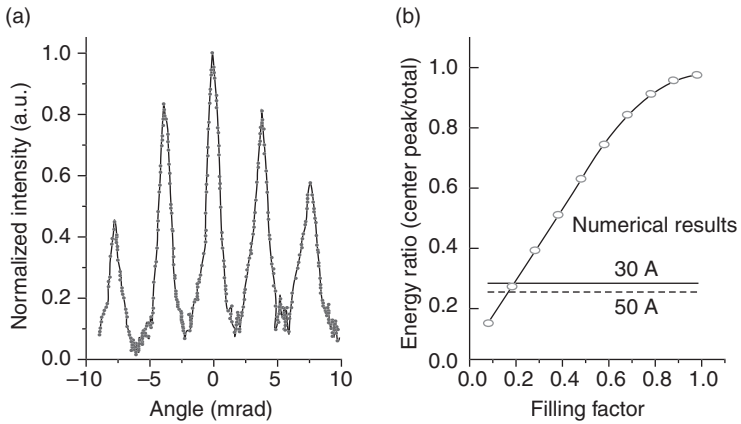 (a)
Normalized intensity (a.u.)
1.0
0.8
0.6
0.4
0.2
0.0
−10
−5
0
5
10
Angle (mrad)
(b)
Energy ratio (center peak/total)
1.0
0.8
0.6
0.4
0.2
0.0
Numerical results
30 A
50 A
0.0
0.2
0.4
0.6
0.8
1.0
Filling factor